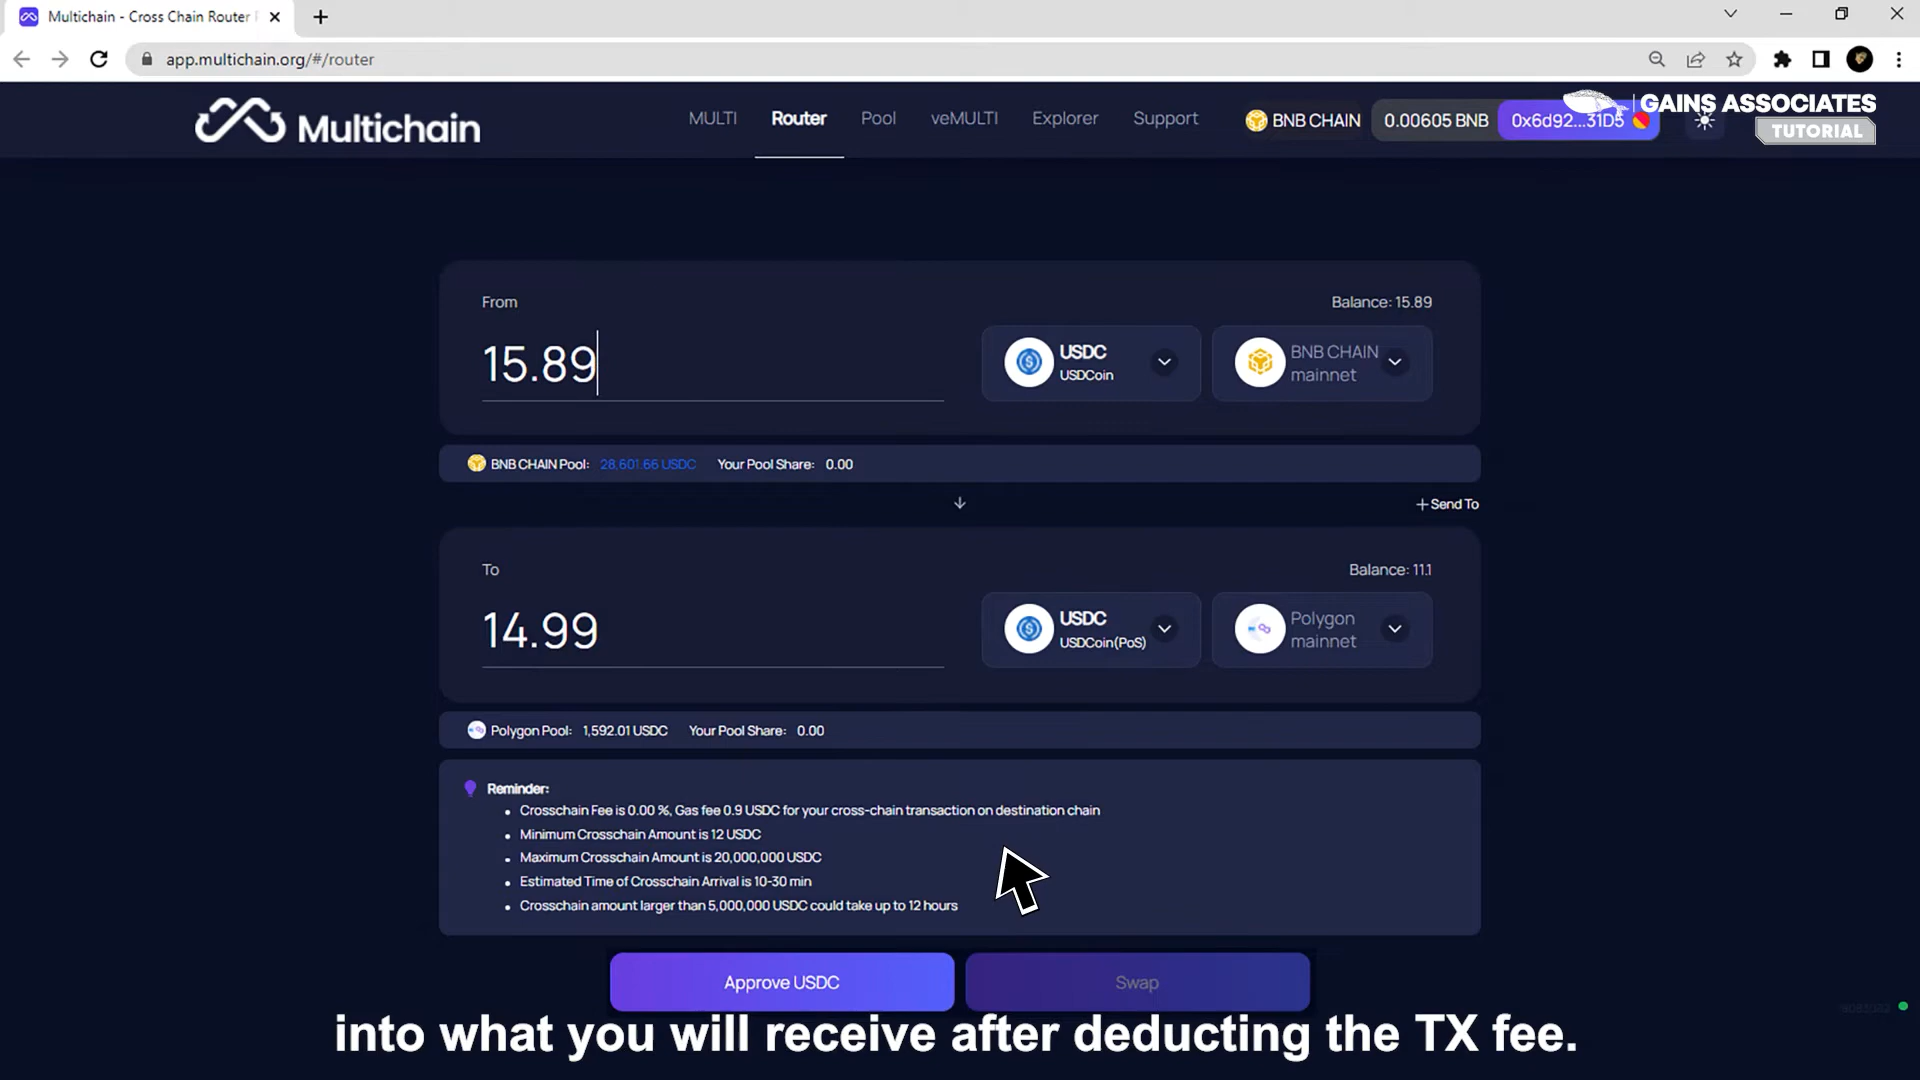 Multichain - Cross Chain Router
app.multichain.org/#/router
Multichain
MULTI
Router
Pool
veMULTI
Explorer
Support
BNB CHAIN
0.00605 BNB
0x6d92...31D5
GAINS ASSOCIATES
TUTORIAL
From
Balance: 15.89
15.89
USDC
USDCoin
BNB CHAIN
mainnet
BNB CHAIN Pool: 28,601.66 USDC Your Pool Share: 0.00
Send To
To
Balance: 11.1
14.99
USDC
USDCoin(PoS)
Polygon
mainnet
Polygon Pool: 1,592.01 USDC Your Pool Share: 0.00
Reminder:
Crosschain Fee is 0.00 %, Gas fee 0.9 USDC for your cross-chain transaction on destination chain
Minimum Crosschain Amount is 12 USDC
Maximum Crosschain Amount is 20,000,000 USDC
Estimated Time of Crosschain Arrival is 10-30 min
Crosschain amount larger than 5,000,000 USDC could take up to 12 hours
Approve USDC
Swap
into what you will receive after deducting the TX fee.